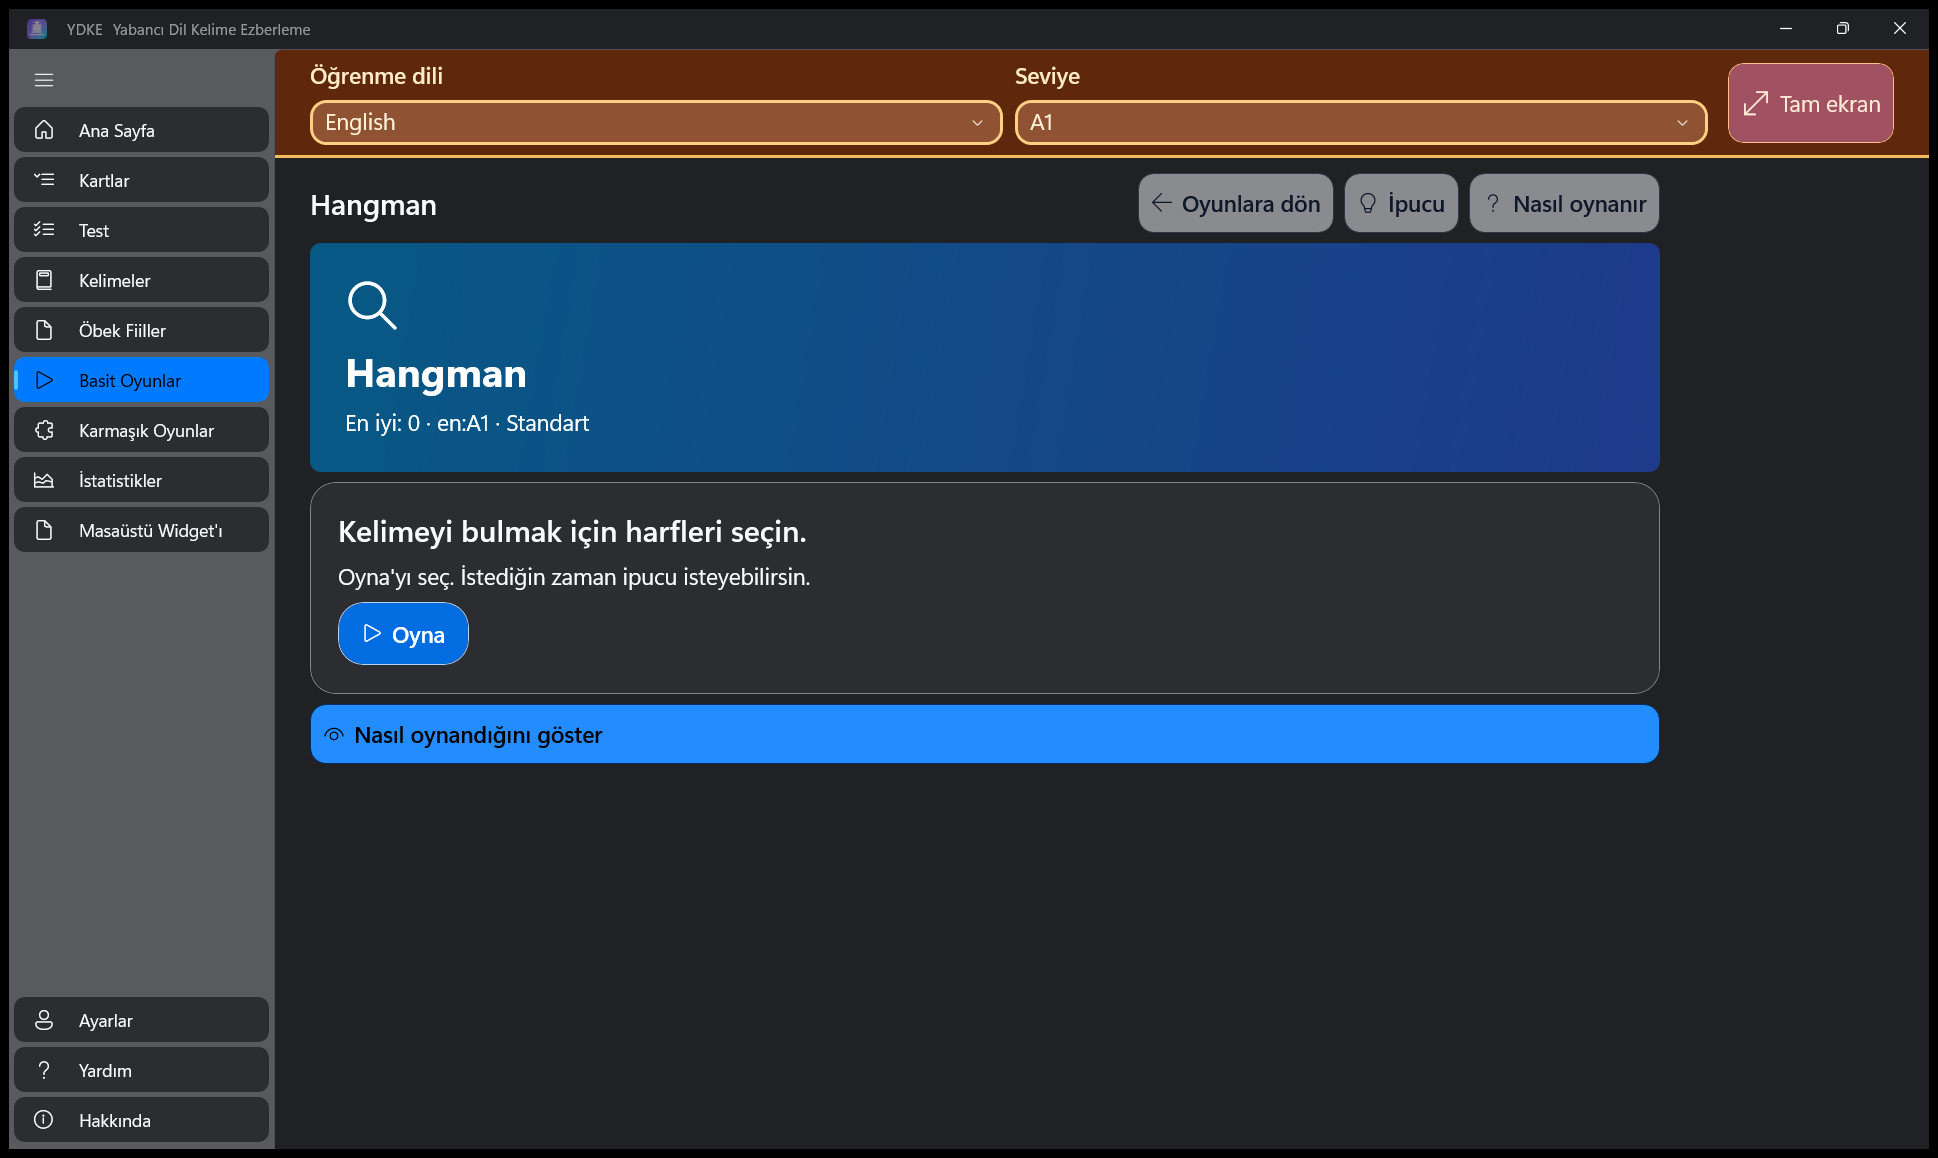 YDKE Yabancı Dil Kelime Ezberleme
Öğrenme dili
Seviye
English
A1
Tam ekran
Ana Sayfa
Kartlar
Test
Kelimeler
Öbek Fiiller
Basit Oyunlar
Karmaşık Oyunlar
İstatistikler
Masaüstü Widget'ı
Ayarlar
Yardım
Hakkında
Hangman
Oyunlara dön
İpucu
? Nasıl oynanır
Hangman
En iyi: 0 · en:A1 · Standart
Kelimeyi bulmak için harfleri seçin.
Oyna'yı seç. İstediğin zaman ipucu isteyebilirsin.
Oyna
Nasıl oynandığını göster